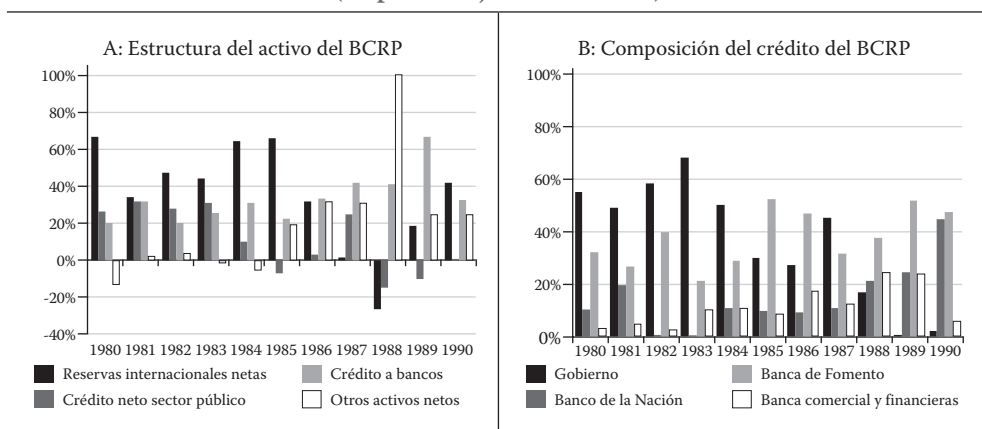 A: Estructura del activo del BCRP
100%
80%
60%
40%
20%
0%
-20%
-40%
1980 1981 1982 1983 1984 1985 1986 1987 1988 1989 1990
Reservas internacionales netas
Crédito a bancos
Crédito neto sector público
Otros activos netos
B: Composición del crédito del BCRP
100%
80%
60%
40%
20%
0%
1980 1981 1982 1983 1984 1985 1986 1987 1988 1989 1990
Gobierno
Banca de Fomento
Banco de la Nación
Banca comercial y financieras